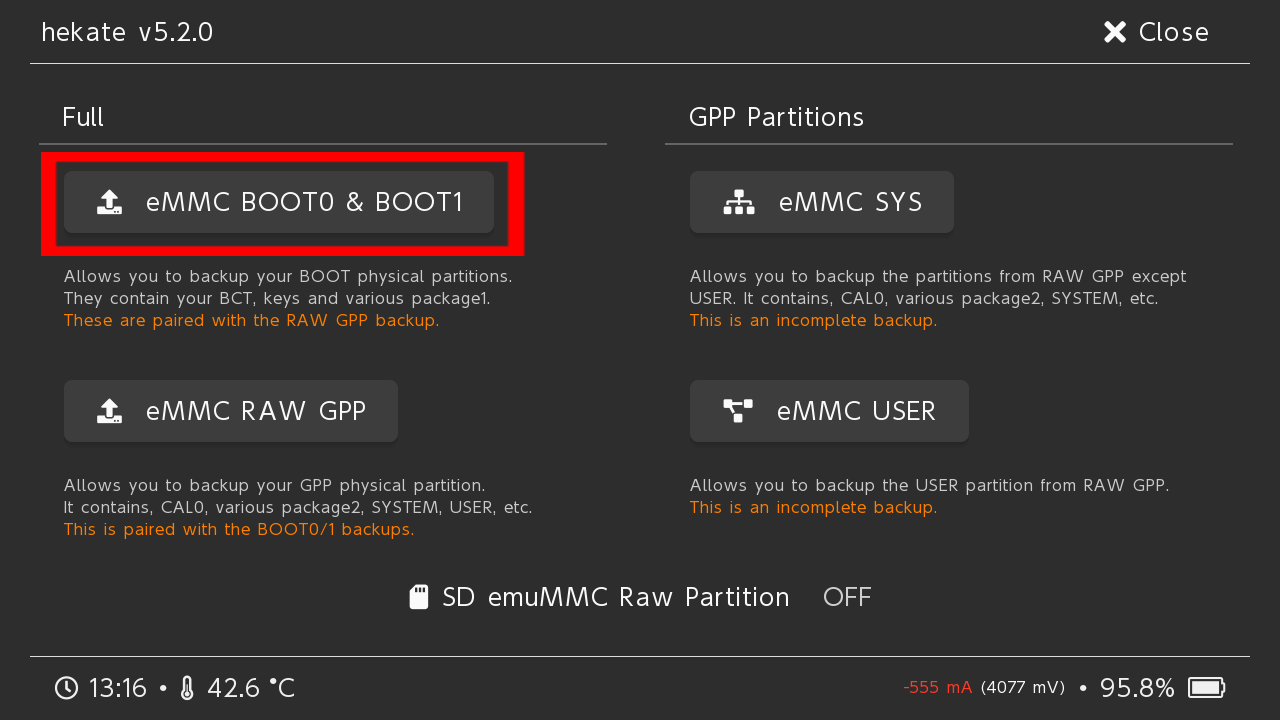 hekate v5.2.0
Close
Full
eMMC BOOT0 & BOOT1
Allows you to backup your BOOT physical partitions.
They contain your BCT, keys and various package1.
These are paired with the RAW GPP backup.
eMMC RAW GPP
Allows you to backup your GPP physical partition.
It contains, CAL0, various package2, SYSTEM, USER, etc.
This is paired with the BOOT0/1 backups.
GPP Partitions
eMMC SYS
Allows you to backup the partitions from RAW GPP except
USER. It contains, CAL0, various package2, SYSTEM, etc.
This is an incomplete backup.
eMMC USER
Allows you to backup the USER partition from RAW GPP.
This is an incomplete backup.
SD emuMMC Raw Partition OFF
13:16 • 42.6 °C
-555 mA (4077 mV) • 95.8%